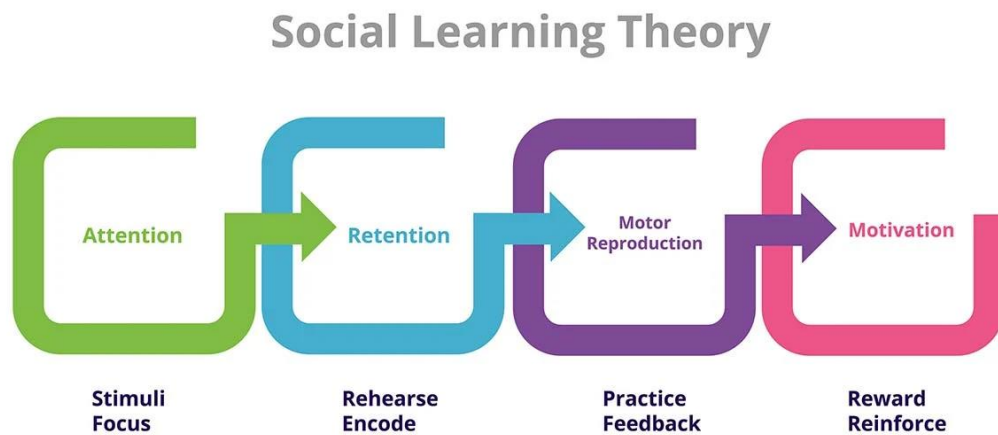 Social Learning Theory
Attention
Retention
Motor
Reproduction
Motivation
Stimuli
Focus
Rehearse
Encode
Practice
Feedback
Reward
Reinforce